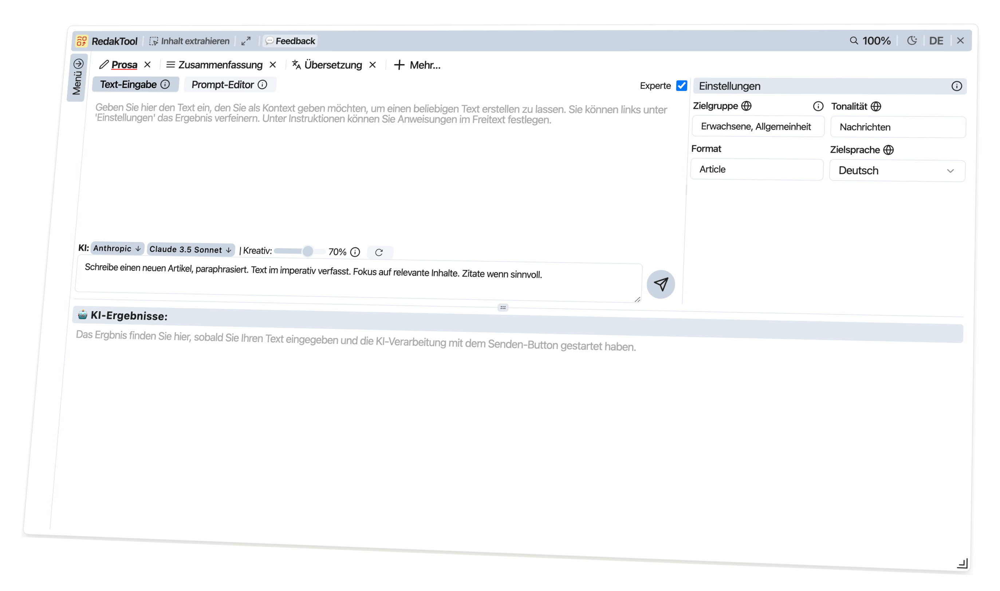 RedakTool Inhalt extrahieren 💬 Feedback 100% DE
Menü
Prosa Zusammenfassung Übersetzung Mehr...
Text-Eingabe Prompt-Editor Experte
Geben Sie hier den Text ein, den Sie als Kontext geben möchten, um einen beliebigen Text erstellen zu lassen. Sie können links unter
'Einstellungen' das Ergebnis verfeinern. Unter Instruktionen können Sie Anweisungen im Freitext festlegen.
Einstellungen
Zielgruppe Tonalität
Erwachsene, Allgemeinheit Nachrichten
Format Zielsprache
Article Deutsch
KI: Anthropic ↓ Claude 3.5 Sonnet ↓ | Kreativ: 70%
Schreibe einen neuen Artikel, paraphrasiert. Text im imperativ verfasst. Fokus auf relevante Inhalte. Zitate wenn sinnvoll.
🤖 KI-Ergebnisse:
Das Ergbnis finden Sie hier, sobald Sie Ihren Text eingegeben und die KI-Verarbeitung mit dem Senden-Button gestartet haben.